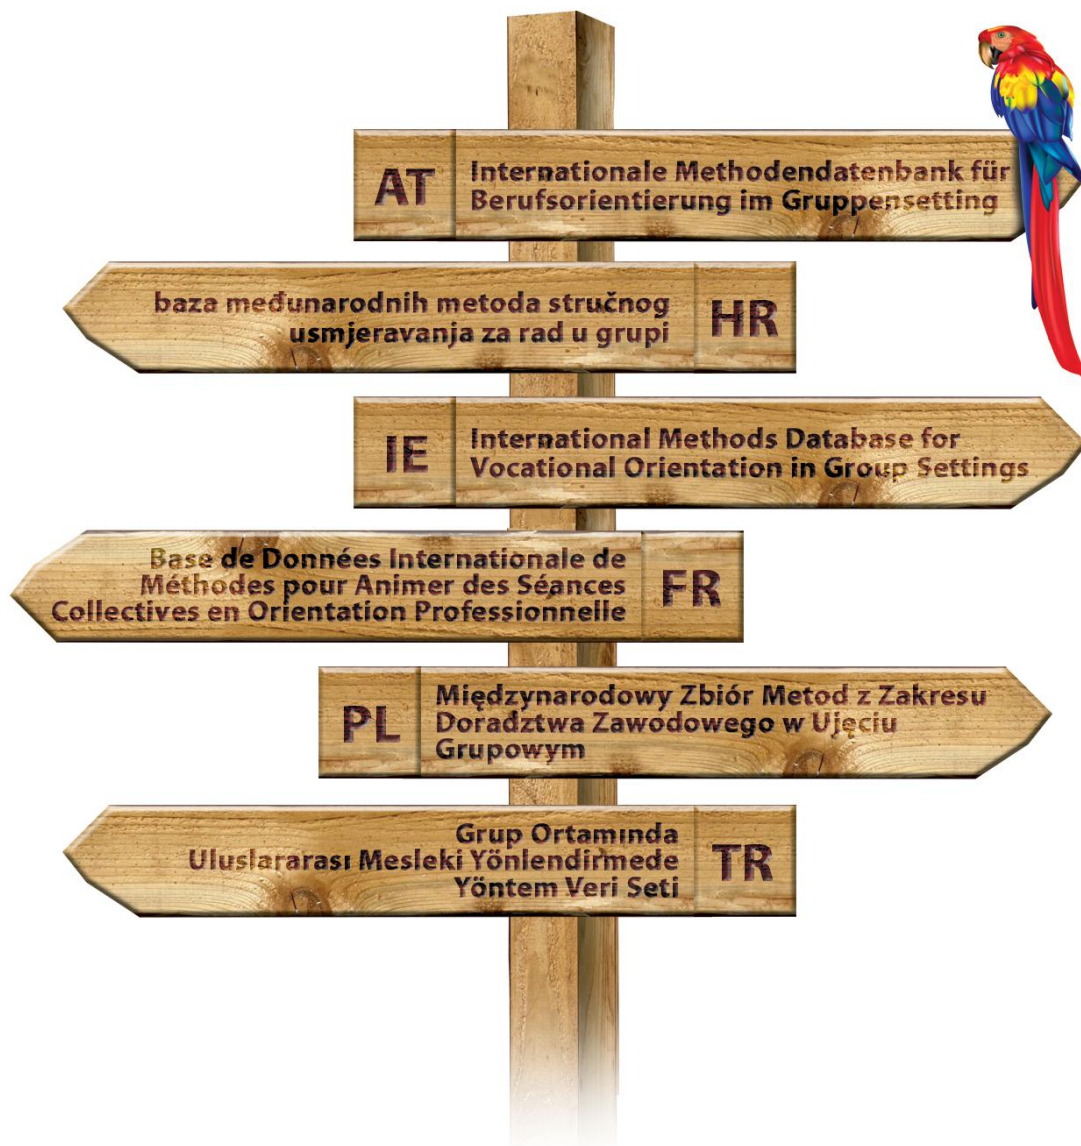 AT
Internationale Methodendatenbank für
Berufsorientierung im Gruppensetting
baza međunarodnih metoda stručnog
usmjeravanja za rad u grupi
HR
IE
International Methods Database for
Vocational Orientation in Group Settings
Base de Données Internationale de
Méthodes pour Animer des Séances
Collectives en Orientation Professionnelle
FR
PL
Międzynarodowy Zbiór Metod z Zakresu
Doradztwa Zawodowego w Ujęciu
Grupowym
Grup Ortamında
Uluslararası Mesleki Yönlendirmede
Yöntem Veri Seti
TR